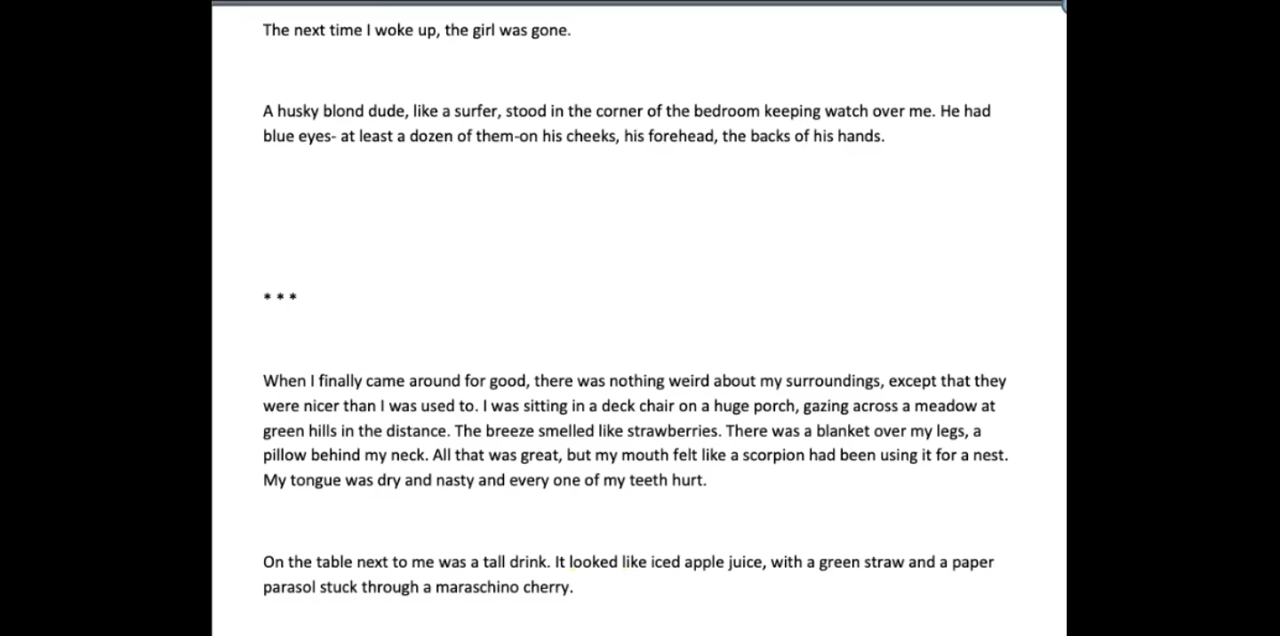 The next time I woke up, the girl was gone.
A husky blond dude, like a surfer, stood in the corner of the bedroom keeping watch over me. He had
blue eyes- at least a dozen of them-on his cheeks, his forehead, the backs of his hands.
* * *
When I finally came around for good, there was nothing weird about my surroundings, except that they
were nicer than I was used to. I was sitting in a deck chair on a huge porch, gazing across a meadow at
green hills in the distance. The breeze smelled like strawberries. There was a blanket over my legs, a
pillow behind my neck. All that was great, but my mouth felt like a scorpion had been using it for a nest.
My tongue was dry and nasty and every one of my teeth hurt.
On the table next to me was a tall drink. It looked like iced apple juice, with a green straw and a paper
parasol stuck through a maraschino cherry.